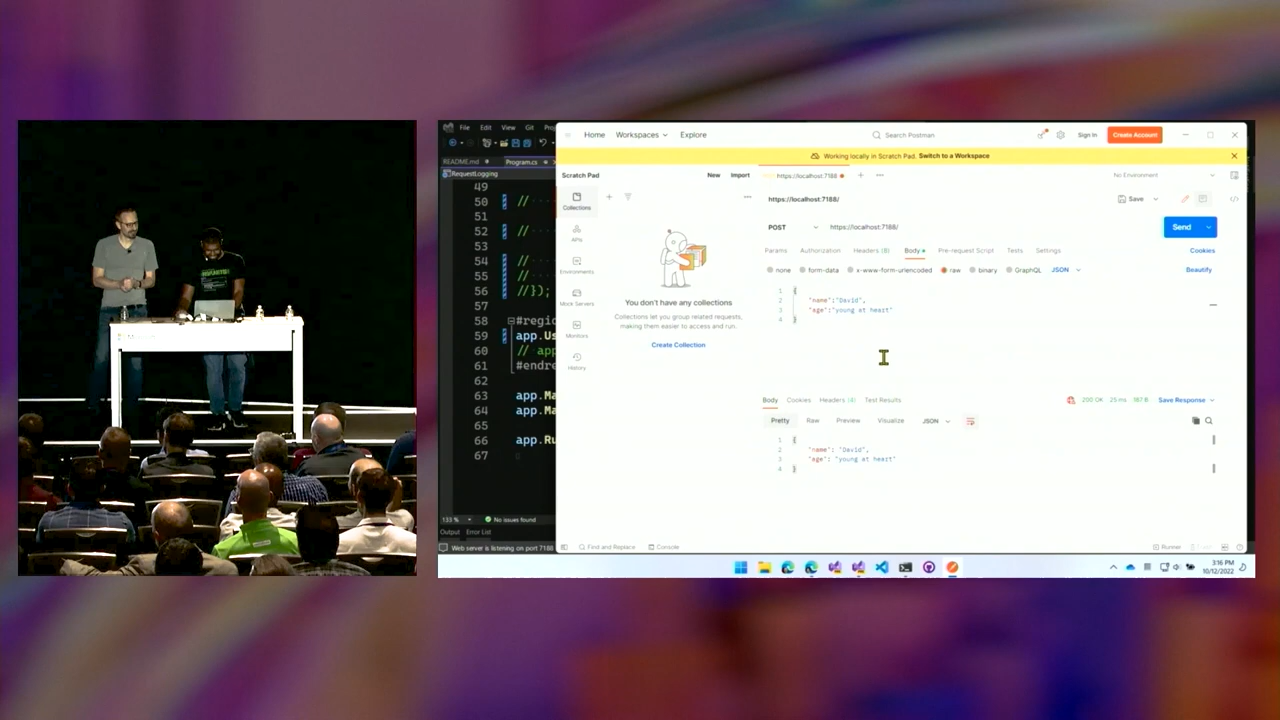 File Edit View Git
README.md Program.cs
RequestLogging
49
50 //
51
52 //
53
54 //
55 //
56 //});
57
58 #regio
59 app.Us
60 // app
61 #endre
62
63 app.Ma
64 app.Ma
65
66 app.Ru
67
133 % No issues found
Output Error List
Web server is listening on port 7188
Home Workspaces Explore
Search Postman
Sign In Create Account
Working locally in Scratch Pad. Switch to a Workspace
Scratch Pad New Import
https://localhost:7188
No Environment
Collections
APIs
Environments
Mock Servers
Monitors
History
You don't have any collections
Collections let you group related requests,
making them easier to access and run.
Create Collection
https://localhost:7188/
Save
POST https://localhost:7188/ Send
Params Authorization Headers (8) Body Pre-request Script Tests Settings Cookies
none form-data x-www-form-urlencoded raw binary GraphQL JSON Beautify
1 {
2 "name":"David",
3 "age":"young at heart"
4 }
Body Cookies Headers (4) Test Results 200 OK 25 ms 187 B Save Response
Pretty Raw Preview Visualize JSON
1 {
2 "name": "David",
3 "age": "young at heart"
4 }
Find and Replace Console Runner
3:16 PM
10/12/2022